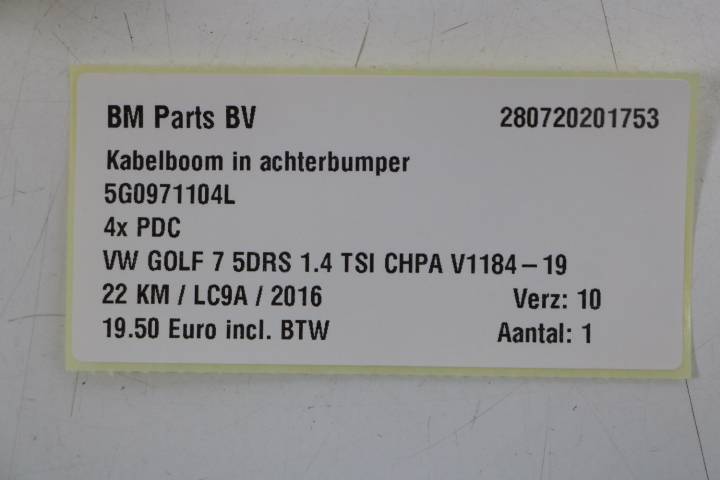 BM Parts BV 280720201753
Kabelboom in achterbumper
5G0971104L
4x PDC
VW GOLF 7 5DRS 1.4 TSI CHPA V1184-19
22 KM / LC9A / 2016 Verz: 10
19.50 Euro incl. BTW Aantal: 1